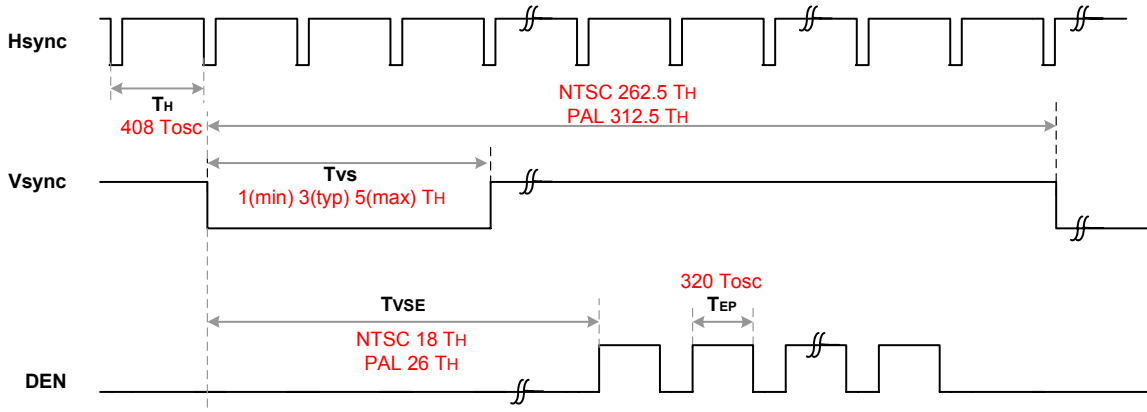 Hsync
TH
408 Tosc
NTSC 262.5 TH
PAL 312.5 TH
Vsync
Tvs
1(min) 3(typ) 5(max) TH
320 Tosc
TEP
TVSE
NTSC 18 TH
PAL 26 TH
DEN